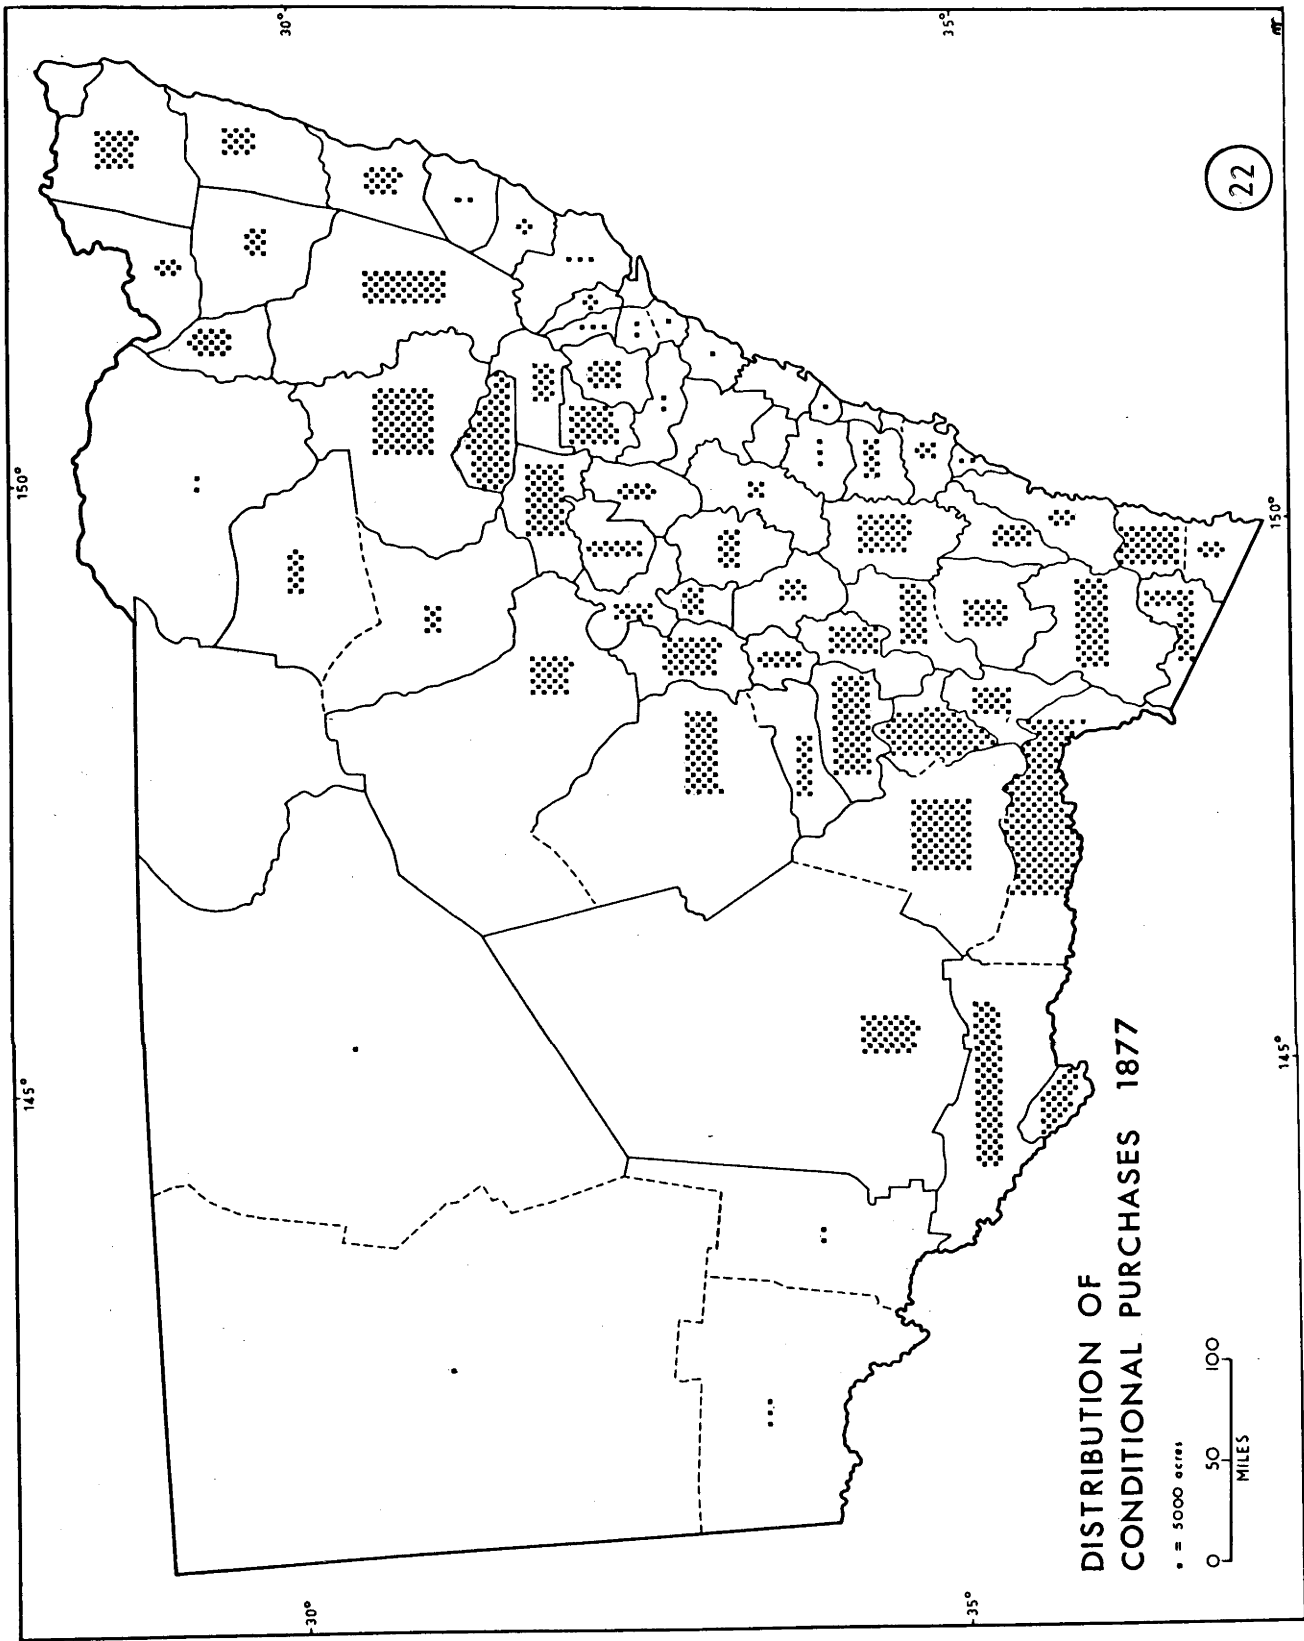 DISTRIBUTION OF
CONDITIONAL PURCHASES 1877
• = 5000 acres
0 50 100
MILES
22
145°
150°
30°
35°
30°
35°
145°
150°